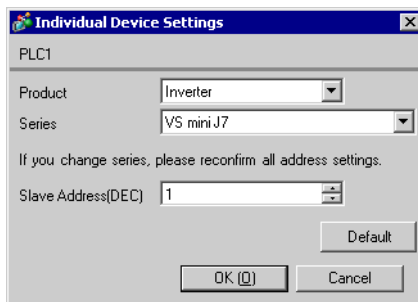 Individual Device Settings
PLC1
Product Inverter
Series VS mini J7
If you change series, please reconfirm all address settings.
Slave Address(DEC) 1
Default
OK (O) Cancel